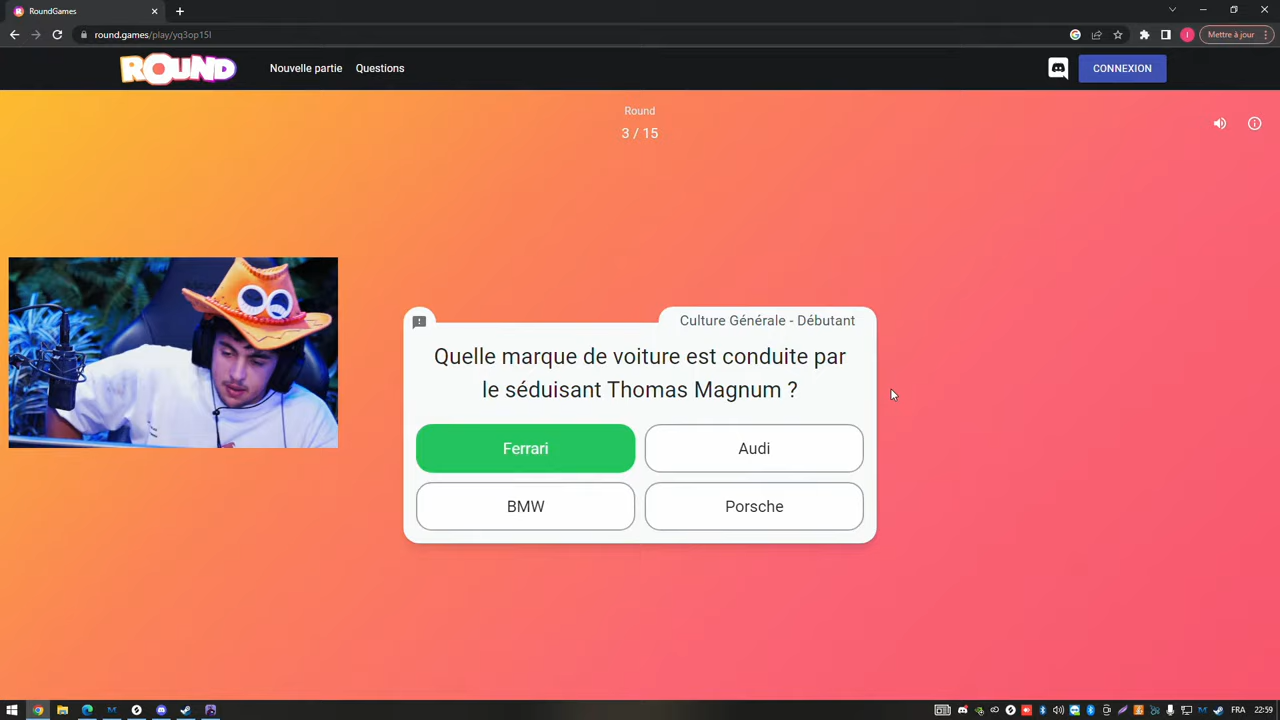 RoundGames
round.games/play/yq3op15l
Mettre à jour
ROUND
Nouvelle partie
Questions
CONNEXION
Round
3 / 15
Culture Générale - Débutant
Quelle marque de voiture est conduite par
le séduisant Thomas Magnum ?
Ferrari
Audi
BMW
Porsche
FRA
22:59